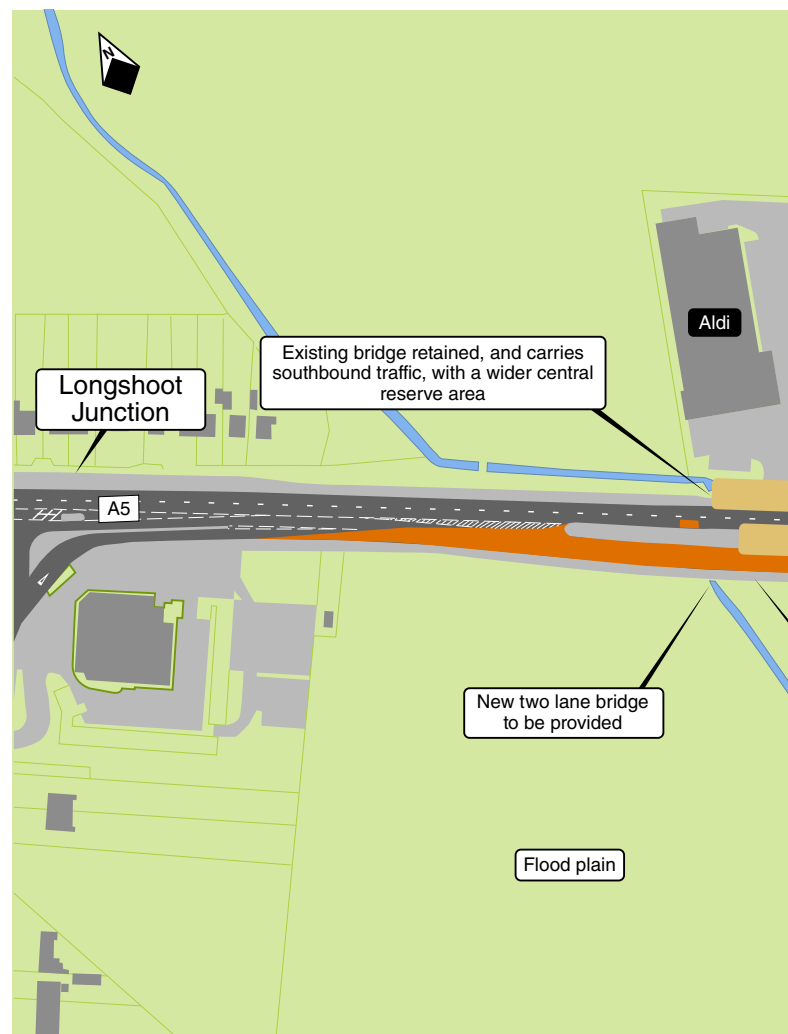 N
Aldi
Existing bridge retained, and carries
southbound traffic, with a wider central
reserve area
Longshoot
Junction
A5
New two lane bridge
to be provided
Flood plain